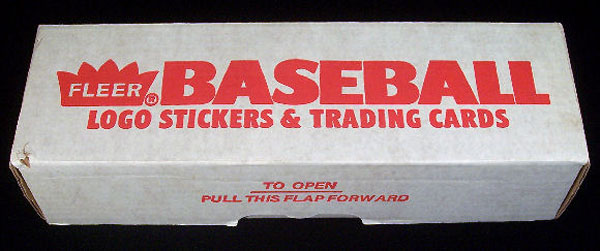 FLEER® BASEBALL
LOGO STICKERS & TRADING CARDS
TO OPEN
PULL THIS FLAP FORWARD